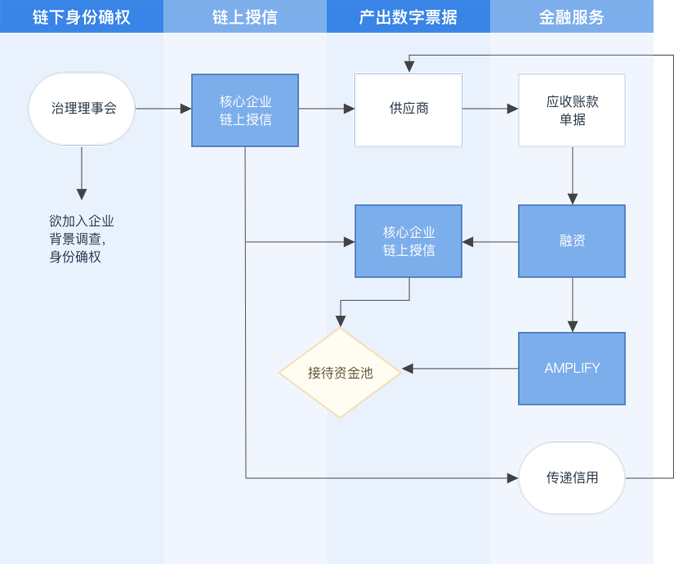 链下身份确权
链上授信
产出数字票据
金融服务
治理理事会
核心企业
链上授信
供应商
应收账款
单据
欲加入企业
背景调查，
身份确权
核心企业
链上授信
融资
接待资金池
AMPLIFY
传递信用